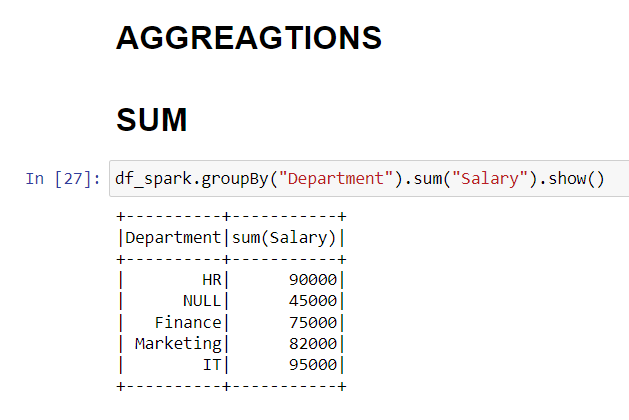 AGGREAGTIONS
SUM
In [27]: df_spark.groupBy("Department").sum("Salary").show()
+----------+-----------+
|Department|sum(Salary)|
+----------+-----------+
|        HR|      90000|
|      NULL|      45000|
|   Finance|      75000|
| Marketing|      82000|
|        IT|      95000|
+----------+-----------+